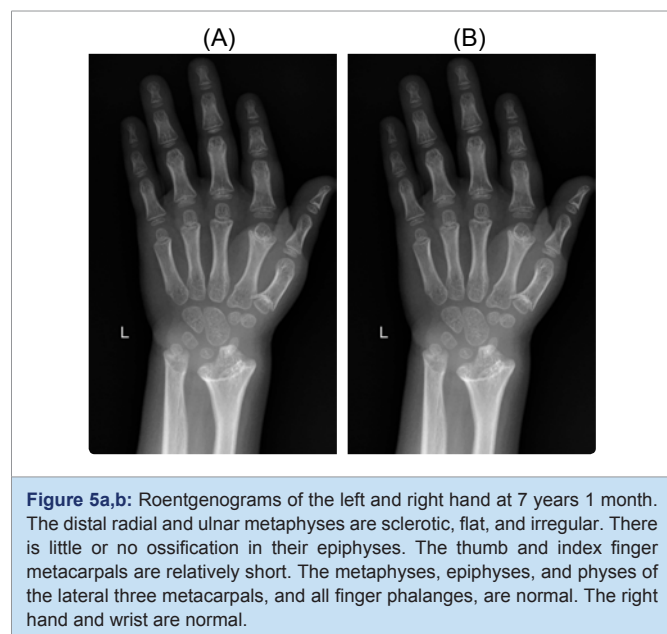 (A) (B)
L L
Figure 5a,b: Roentgenograms of the left and right hand at 7 years 1 month.
The distal radial and ulnar metaphyses are sclerotic, flat, and irregular. There
is little or no ossification in their epiphyses. The thumb and index finger
metacarpals are relatively short. The metaphyses, epiphyses, and physes of
the lateral three metacarpals, and all finger phalanges, are normal. The right
hand and wrist are normal.